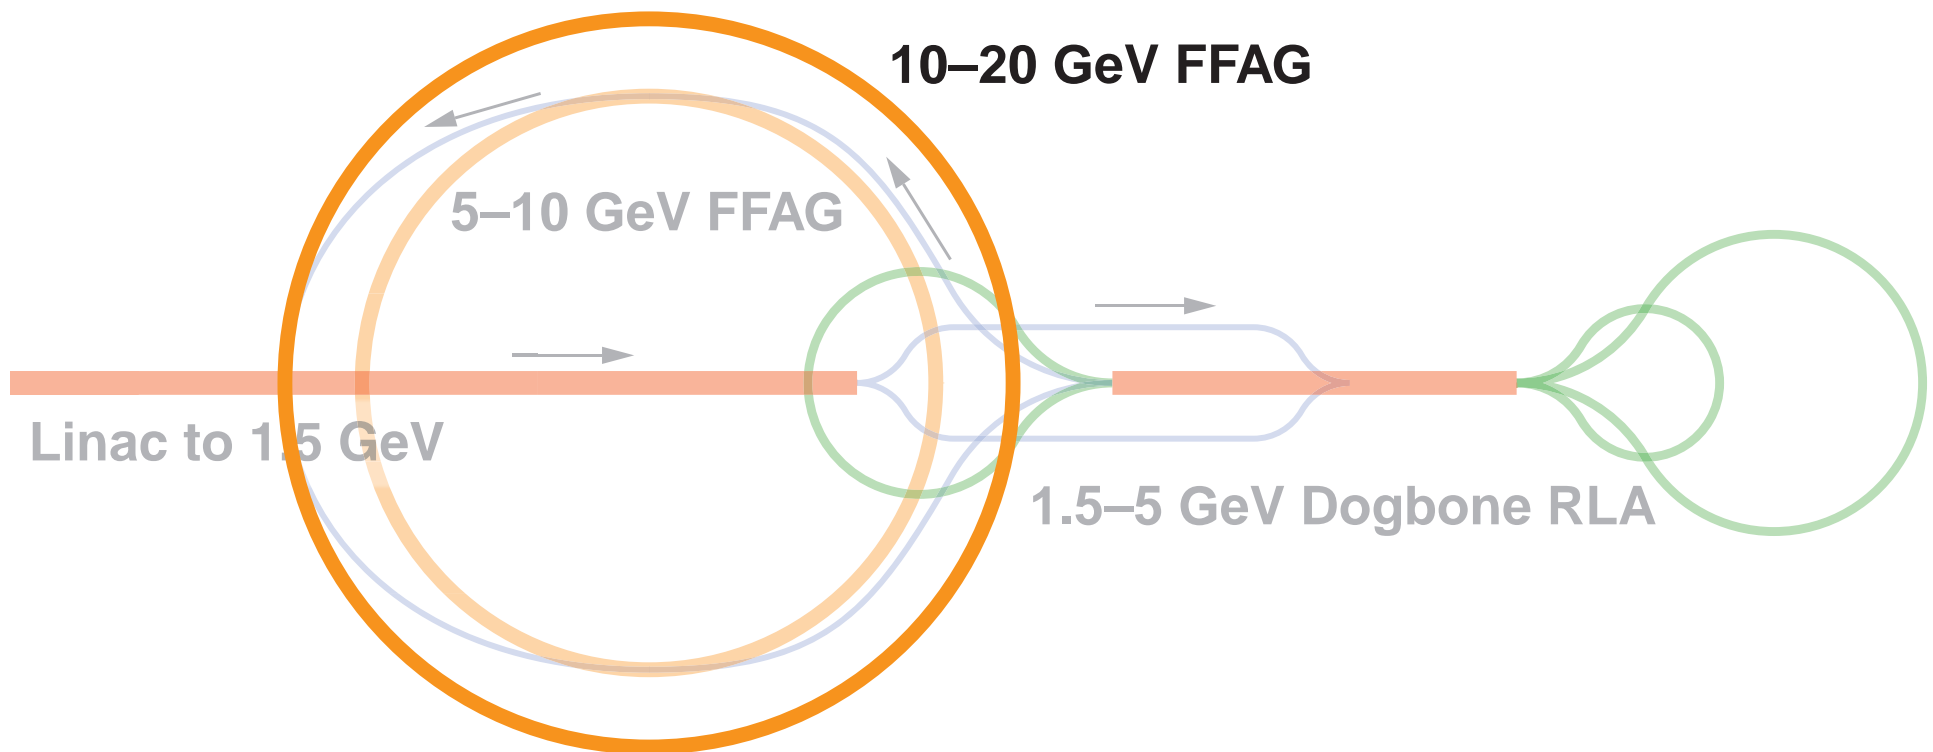 10–20 GeV FFAG
5–10 GeV FFAG
Linac to 1.5 GeV
1.5–5 GeV Dogbone RLA